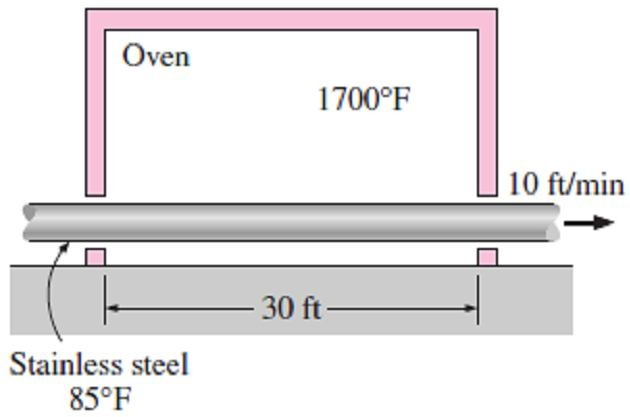 Oven
1700°F
10 ft/min
30 ft
Stainless steel
85°F